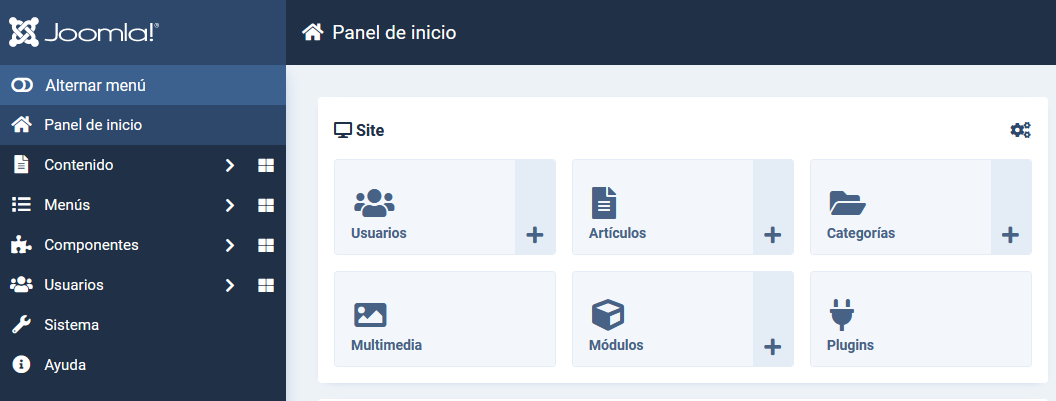 Joomla!®
Panel de inicio
Alternar menú
Panel de inicio
Contenido
Menús
Componentes
Usuarios
Sistema
Ayuda
Site
Usuarios
Artículos
Categorías
Multimedia
Módulos
Plugins